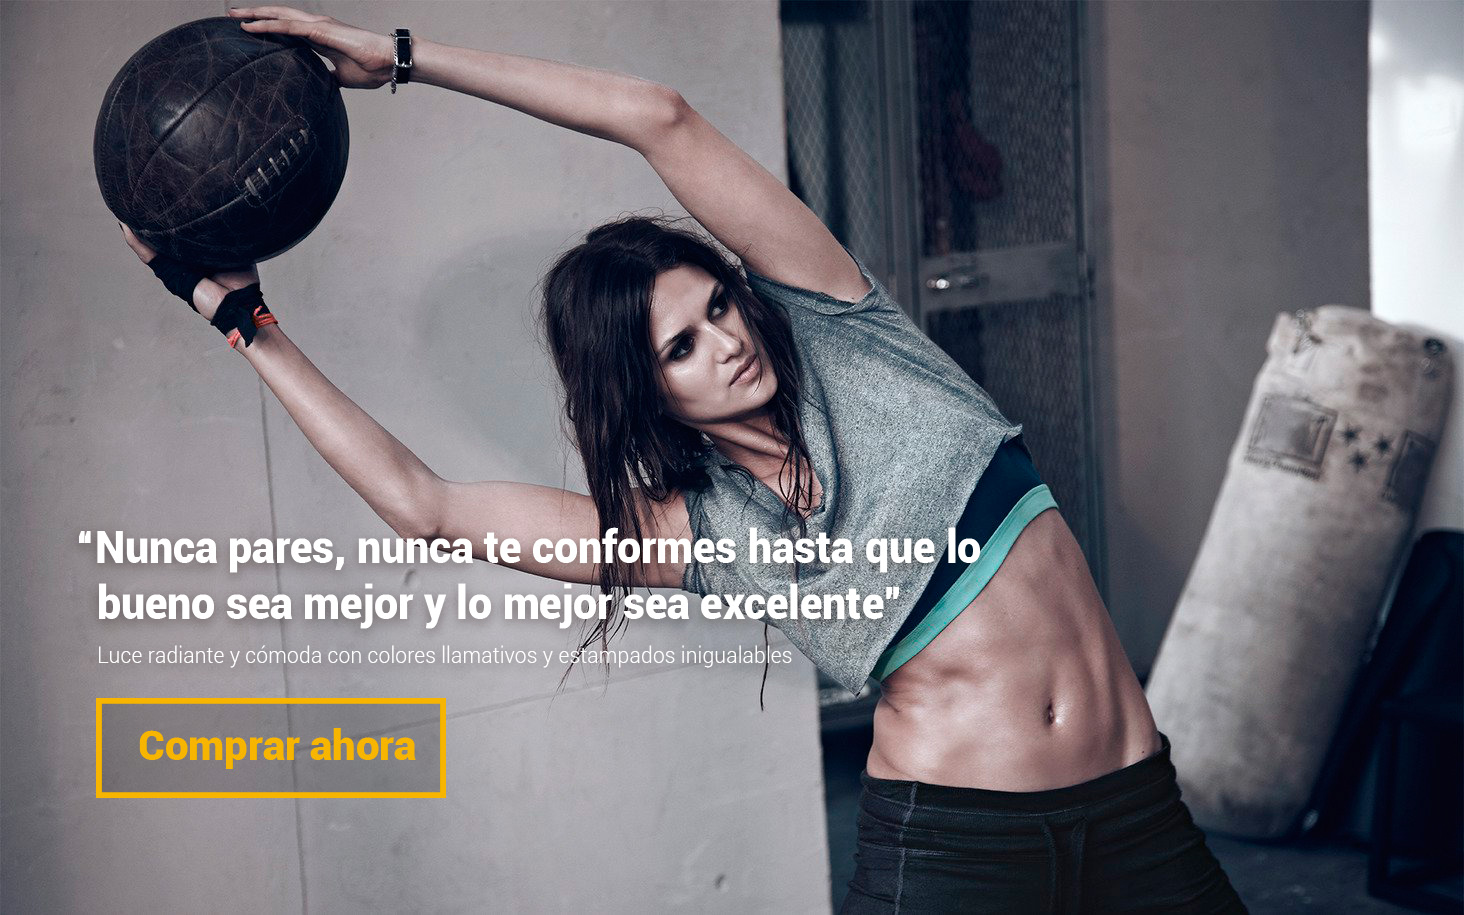 “Nunca pares, nunca te conformes hasta que lo
bueno sea mejor y lo mejor sea excelente”
Luce radiante y cómoda con colores llamativos y estampados inigualables
Comprar ahora